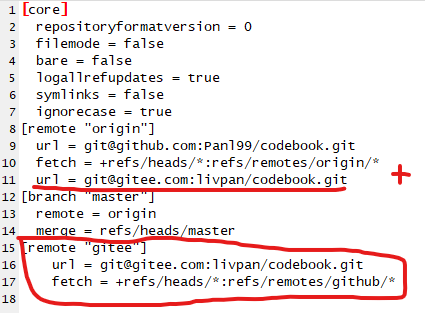 1 [core]
2 repositoryformatversion = 0
3 filemode = false
4 bare = false
5 logallrefupdates = true
6 symlinks = false
7 ignorecase = true
8 [remote "origin"]
9 url = git@github.com:Panl99/codebook.git
10 fetch = +refs/heads/*:refs/remotes/origin/*
11 url = git@gitee.com:livpan/codebook.git
+
12 [branch "master"]
13 remote = origin
14 merge = refs/heads/master
15 [remote "gitee"]
16 url = git@gitee.com:livpan/codebook.git
17 fetch = +refs/heads/*:refs/remotes/github/*
18